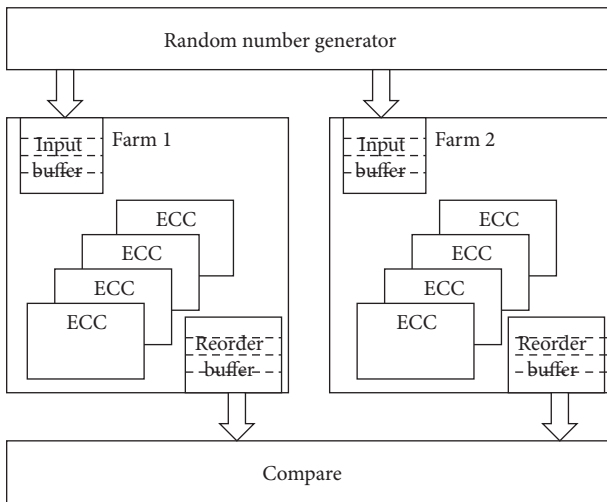 Random number generator
Farm 1
Input
buffer
ECC
ECC
ECC
ECC
Reorder
buffer
Farm 2
Input
buffer
ECC
ECC
ECC
ECC
Reorder
buffer
Compare